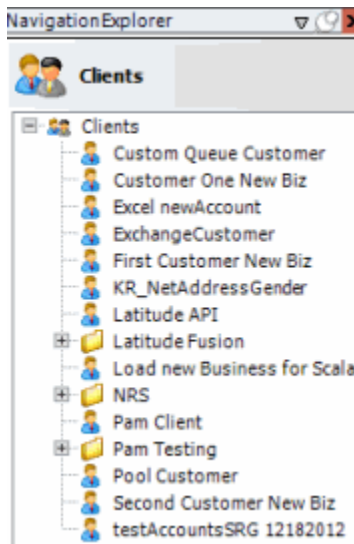 NavigationExplorer
Clients
Clients
Custom Queue Customer
Customer One New Biz
Excel newAccount
ExchangeCustomer
First Customer New Biz
KR_NetAddressGender
Latitude API
Latitude Fusion
Load new Business for Scala
NRS
Pam Client
Pam Testing
Pool Customer
Second Customer New Biz
testAccountsSRG 12182012